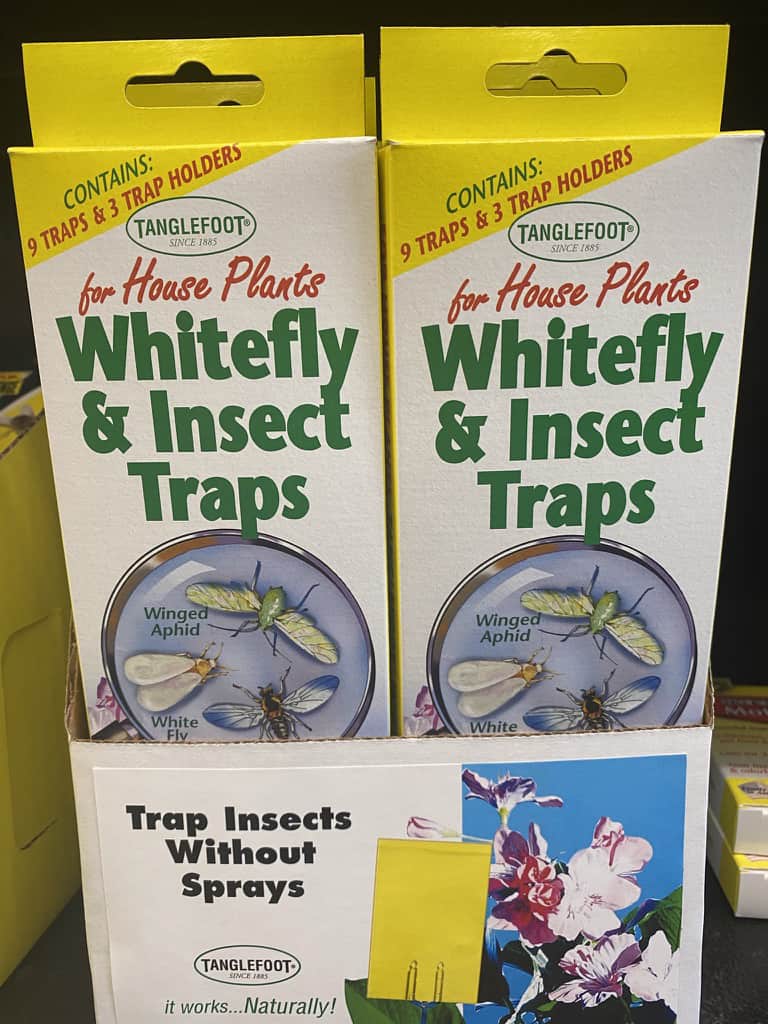 CONTAINS:
9 TRAPS & 3 TRAP HOLDERS
TANGLEFOOT®
SINCE 1885
for House Plants
Whitefly
& Insect
Traps
Winged
Aphid
White
Fly
CONTAINS:
9 TRAPS & 3 TRAP HOLDERS
TANGLEFOOT®
SINCE 1885
for House Plants
Whitefly
& Insect
Traps
Winged
Aphid
White
Trap Insects
Without
Sprays
TANGLEFOOT®
SINCE 1885
it works...Naturally!